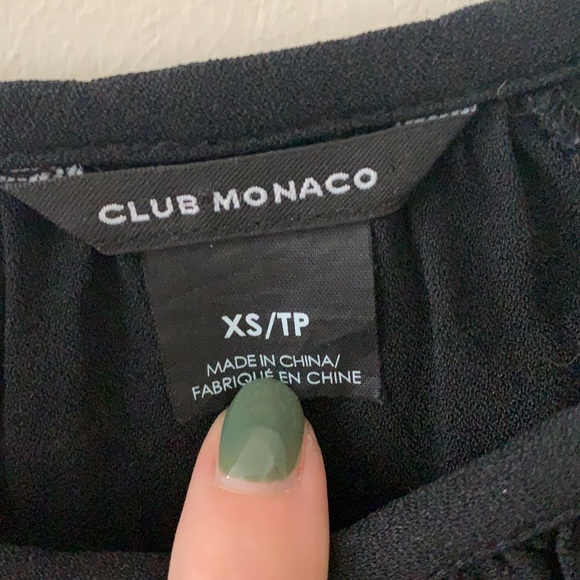 CLUB MONACO
XS/TP
MADE IN CHINA/
FABRIQUÉ EN CHINE